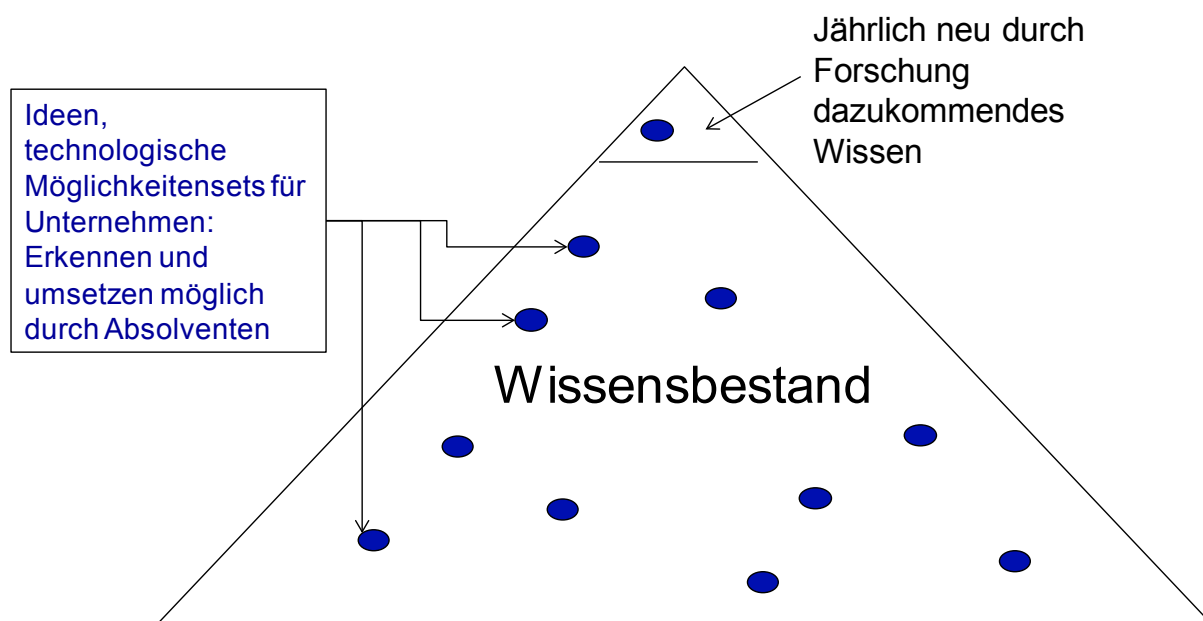 Jährlich neu durch
Forschung
dazukommendes
Wissen
Ideen,
technologische
Möglichkeitensets für
Unternehmen:
Erkennen und
umsetzen möglich
durch Absolventen
Wissensbestand